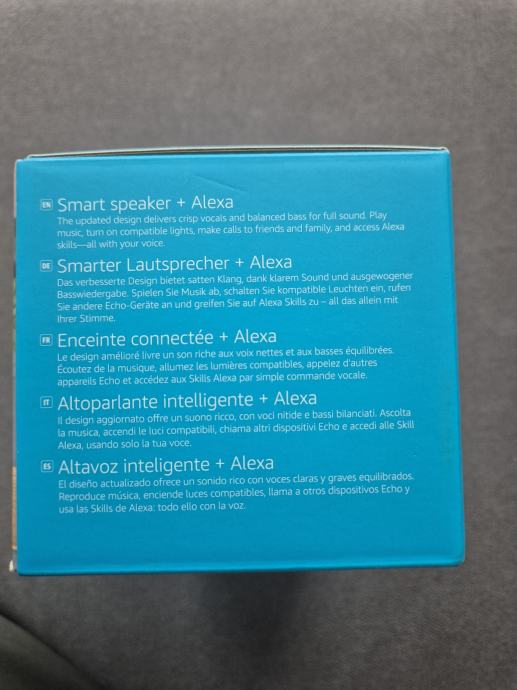 EN Smart speaker + Alexa
The updated design delivers crisp vocals and balanced bass for full sound. Play
music, turn on compatible lights, make calls to friends and family, and access Alexa
skills—all with your voice.
DE Smarter Lautsprecher + Alexa
Das verbesserte Design bietet satten Klang, dank klarem Sound und ausgewogener
Basswiedergabe. Spielen Sie Musik ab, schalten Sie kompatible Leuchten ein, rufen
Sie andere Echo-Geräte an und greifen Sie auf Alexa Skills zu – all das allein mit
Ihrer Stimme.
FR Enceinte connectée + Alexa
Le design amélioré livre un son riche aux voix nettes et aux basses équilibrées.
Écoutez de la musique, allumez les lumières compatibles, appelez d'autres
appareils Echo et accédez aux Skills Alexa par simple commande vocale.
IT Altoparlante intelligente + Alexa
Il design aggiornato offre un suono ricco, con voci nitide e bassi bilanciati. Ascolta
la musica, accendi le luci compatibili, chiama altri dispositivi Echo e accedi alle Skill
Alexa, usando solo la tua voce.
ES Altavoz inteligente + Alexa
El diseño actualizado ofrece un sonido rico con voces claras y graves equilibrados.
Reproduce música, enciende luces compatibles, llama a otros dispositivos Echo y
usa las Skills de Alexa: todo ello con la voz.